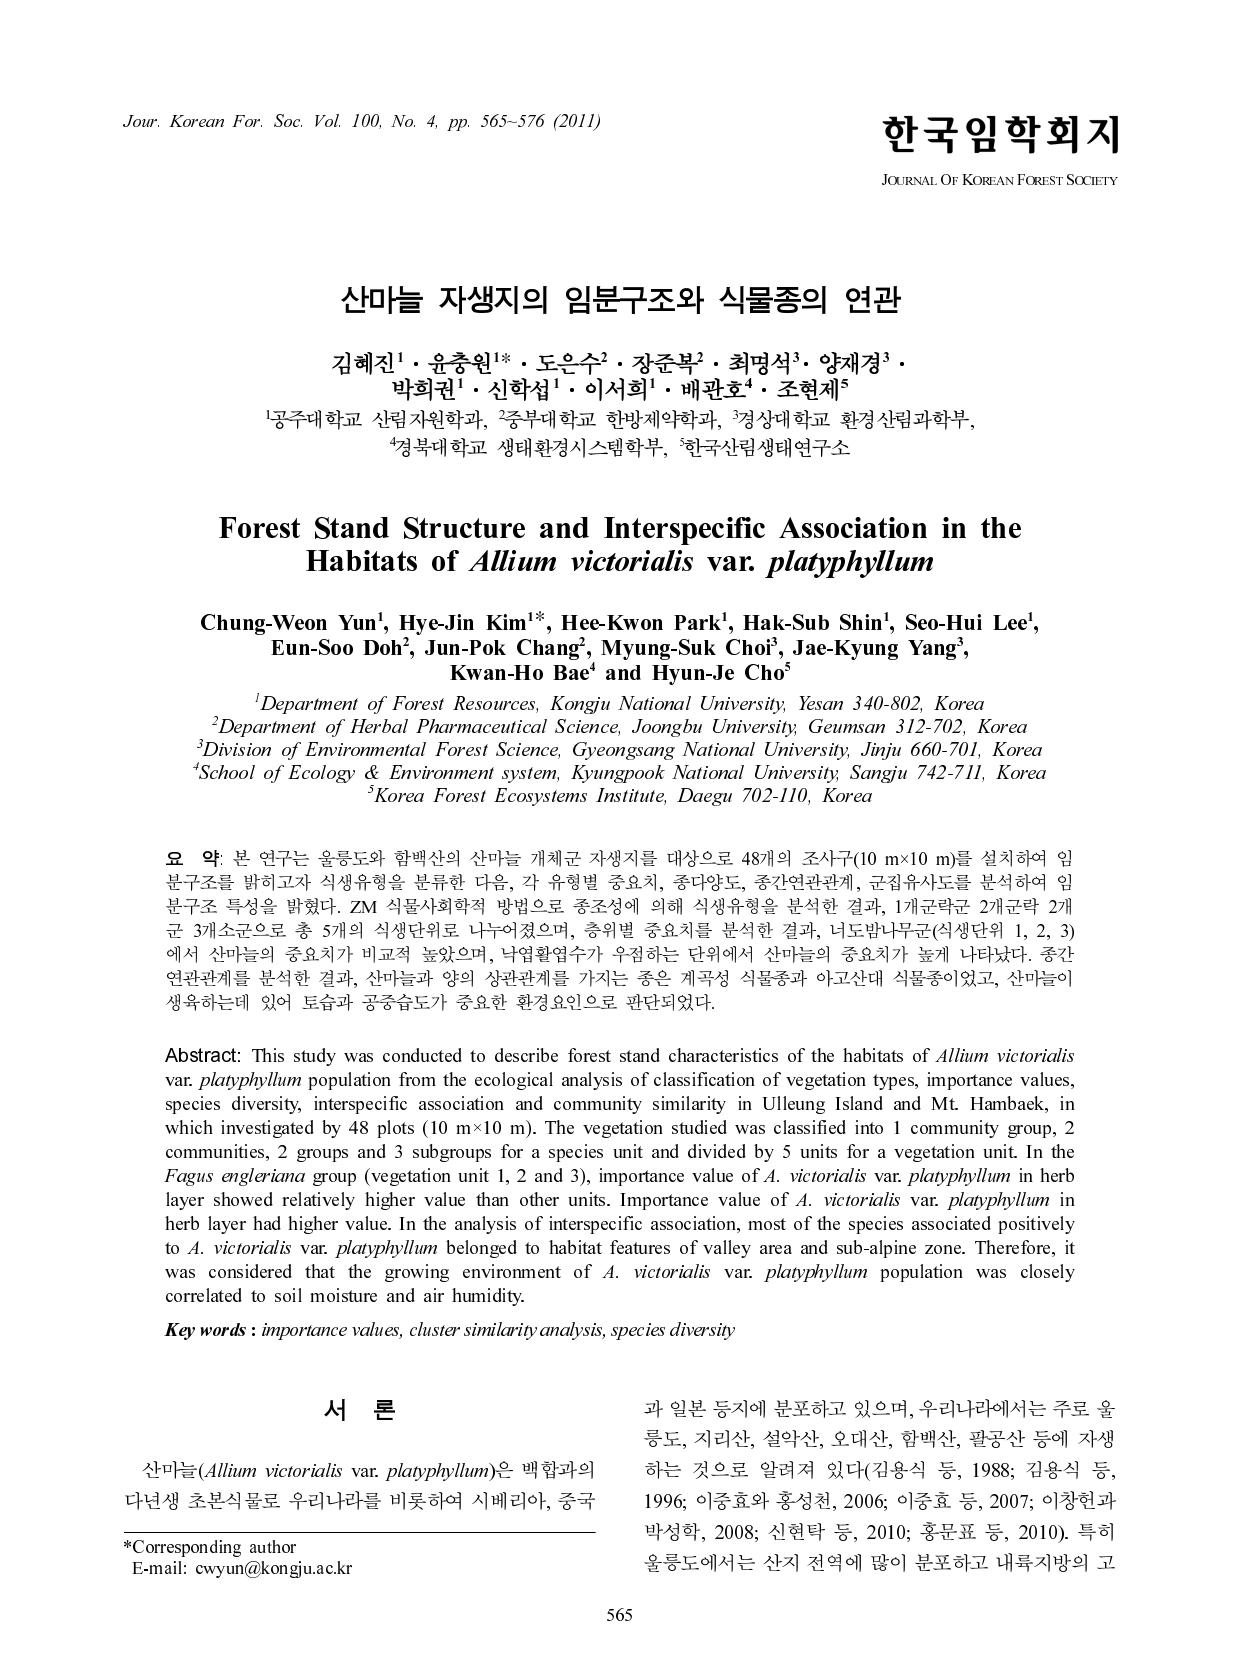 Jour. Korean For. Soc. Vol. 100, No. 4, pp. 565~576 (2011)
한국임학회지
JOURNAL OF KOREAN FOREST SOCIETY
산마늘 자생지의 임분구조와 식물종의 연관
김혜진1 · 윤충원1* · 도은수2 · 장준복2 · 최명석3 · 양재경3 ·
박희권1 · 신학섭1 · 이서희1 · 배관호4 · 조현제5
1공주대학교 산림자원학과, 2중부대학교 한방제약학과, 3경상대학교 환경산림과학부,
4경북대학교 생태환경시스템학부, 5한국산림생태연구소
Forest Stand Structure and Interspecific Association in the
Habitats of Allium victorialis var. platyphyllum
Chung-Weon Yun1, Hye-Jin Kim1*, Hee-Kwon Park1, Hak-Sub Shin1, Seo-Hui Lee1,
Eun-Soo Doh2, Jun-Pok Chang2, Myung-Suk Choi3, Jae-Kyung Yang3,
Kwan-Ho Bae4 and Hyun-Je Cho5
1Department of Forest Resources, Kongju National University, Yesan 340-802, Korea
2Department of Herbal Pharmaceutical Science, Joongbu University, Geumsan 312-702, Korea
3Division of Environmental Forest Science, Gyeongsang National University, Jinju 660-701, Korea
4School of Ecology & Environment system, Kyungpook National University, Sangju 742-711, Korea
5Korea Forest Ecosystems Institute, Daegu 702-110, Korea
요 약: 본 연구는 울릉도와 함백산의 산마늘 개체군 자생지를 대상으로 48개의 조사구(10 m×10 m)를 설치하여 임
분구조를 밝히고자 식생유형을 분류한 다음, 각 유형별 중요치, 종다양도, 종간연관관계, 군집유사도를 분석하여 임
분구조 특성을 밝혔다. ZM 식물사회학적 방법으로 종조성에 의해 식생유형을 분석한 결과, 1개군락군 2개군락 2개
군 3개소군으로 총 5개의 식생단위로 나누어졌으며, 층위별 중요치를 분석한 결과, 너도밤나무군(식생단위 1, 2, 3)
에서 산마늘의 중요치가 비교적 높았으며, 낙엽활엽수가 우점하는 단위에서 산마늘의 중요치가 높게 나타났다. 종간
연관관계를 분석한 결과, 산마늘과 양의 상관관계를 가지는 종은 계곡성 식물종과 아고산대 식물종이었고, 산마늘이
생육하는데 있어 토습과 공중습도가 중요한 환경요인으로 판단되었다.
Abstract: This study was conducted to describe forest stand characteristics of the habitats of Allium victorialis
var. platyphyllum population from the ecological analysis of classification of vegetation types, importance values,
species diversity, interspecific association and community similarity in Ulleung Island and Mt. Hambaek, in
which investigated by 48 plots (10 m×10 m). The vegetation studied was classified into 1 community group, 2
communities, 2 groups and 3 subgroups for a species unit and divided by 5 units for a vegetation unit. In the
Fagus engleriana group (vegetation unit 1, 2 and 3), importance value of A. victorialis var. platyphyllum in herb
layer showed relatively higher value than other units. Importance value of A. victorialis var. platyphyllum in
herb layer had higher value. In the analysis of interspecific association, most of the species associated positively
to A. victorialis var. platyphyllum belonged to habitat features of valley area and sub-alpine zone. Therefore, it
was considered that the growing environment of A. victorialis var. platyphyllum population was closely
correlated to soil moisture and air humidity.
Key words : importance values, cluster similarity analysis, species diversity
서 론
산마늘(Allium victorialis var. platyphyllum)은 백합과의
다년생 초본식물로 우리나라를 비롯하여 시베리아, 중국
*Corresponding author
E-mail: cwyun@kongju.ac.kr
과 일본 등지에 분포하고 있으며, 우리나라에서는 주로 울
릉도, 지리산, 설악산, 오대산, 함백산, 팔공산 등에 자생
하는 것으로 알려져 있다(김용식 등, 1988; 김용식 등,
1996; 이중효와 홍성천, 2006; 이중효 등, 2007; 이창헌과
박성학, 2008; 신현탁 등, 2010; 홍문표 등, 2010). 특히
울릉도에서는 산지 전역에 많이 분포하고 내륙지방의 고
565